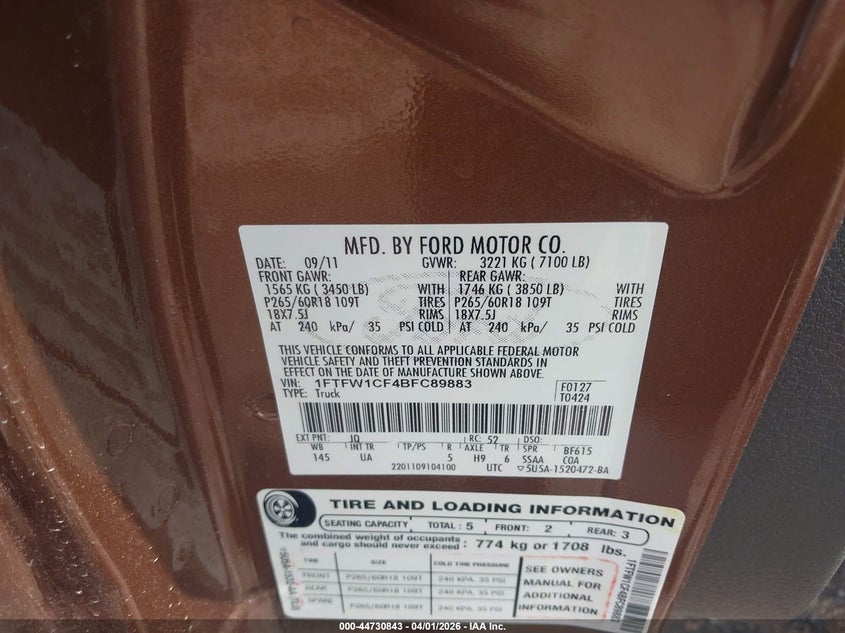 MFD. BY FORD MOTOR CO.
DATE: 09/11 GVWR: 3221 KG ( 7100 LB)
FRONT GAWR: REAR GAWR:
1565 KG ( 3450 LB) WITH 1746 KG ( 3850 LB) WITH
P265/60R18 109T TIRES P265/60R18 109T TIRES
18X7.5J RIMS 18X7.5J RIMS
AT 240 kPa/ 35 PSI COLD AT 240 kPa/ 35 PSI COLD
THIS VEHICLE CONFORMS TO ALL APPLICABLE FEDERAL MOTOR
VEHICLE SAFETY AND THEFT PREVENTION STANDARDS IN
EFFECT ON THE DATE OF MANUFACTURE SHOWN ABOVE.
VIN: 1FTFW1CF4BFC89883 F0127
TYPE: Truck T0424
EXT PNT: JQ RC: 52 DSO:
WB INT TR TP/PS R AXLE TR SPR BF615
145 UA 5 H9 6 SSAA COA
2201109104100 UTC 5U5A-1520472-BA
TIRE AND LOADING INFORMATION
SEATING CAPACITY TOTAL : 5 FRONT: 2 REAR: 3
The combined weight of occupants
and cargo should never exceed : 774 kg or 1708 lbs.
TIRE SIZE COLD TIRE PRESSURE
FRONT P265/60R18 109T 240 KPA, 35 PSI
REAR P265/60R18 109T 240 KPA, 35 PSI
SPARE P265/60R18 109T 240 KPA, 35 PSI
SEE OWNERS
MANUAL FOR
ADDITIONAL
INFORMATION
1FTFW1CF4BFC89883
000-44730843 - 04/01/2026 - IAA Inc.